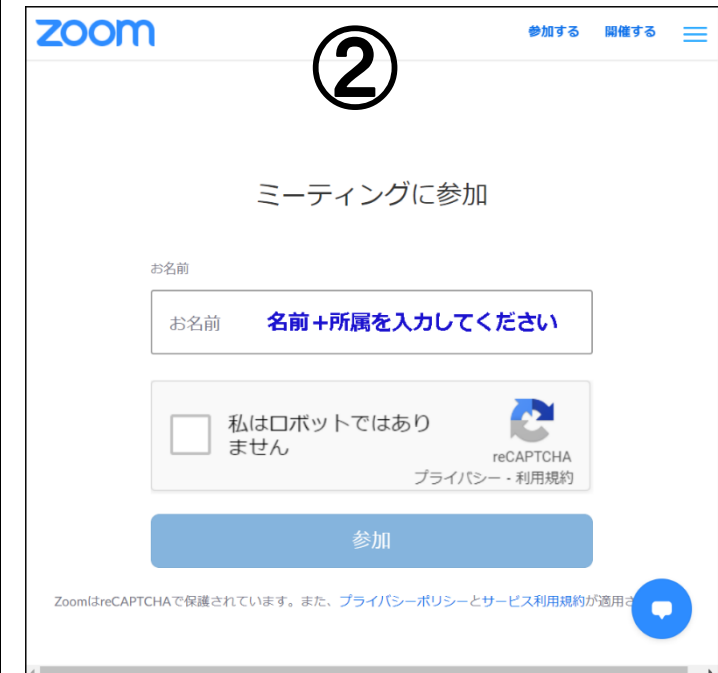 zoom
参加する 開催する
②
ミーティングに参加
お名前
お名前 名前+所属を入力してください
私はロボットではあり
ません
reCAPTCHA
プライバシー - 利用規約
参加
ZoomはreCAPTCHAで保護されています。また、プライバシーポリシーとサービス利用規約が適用さ